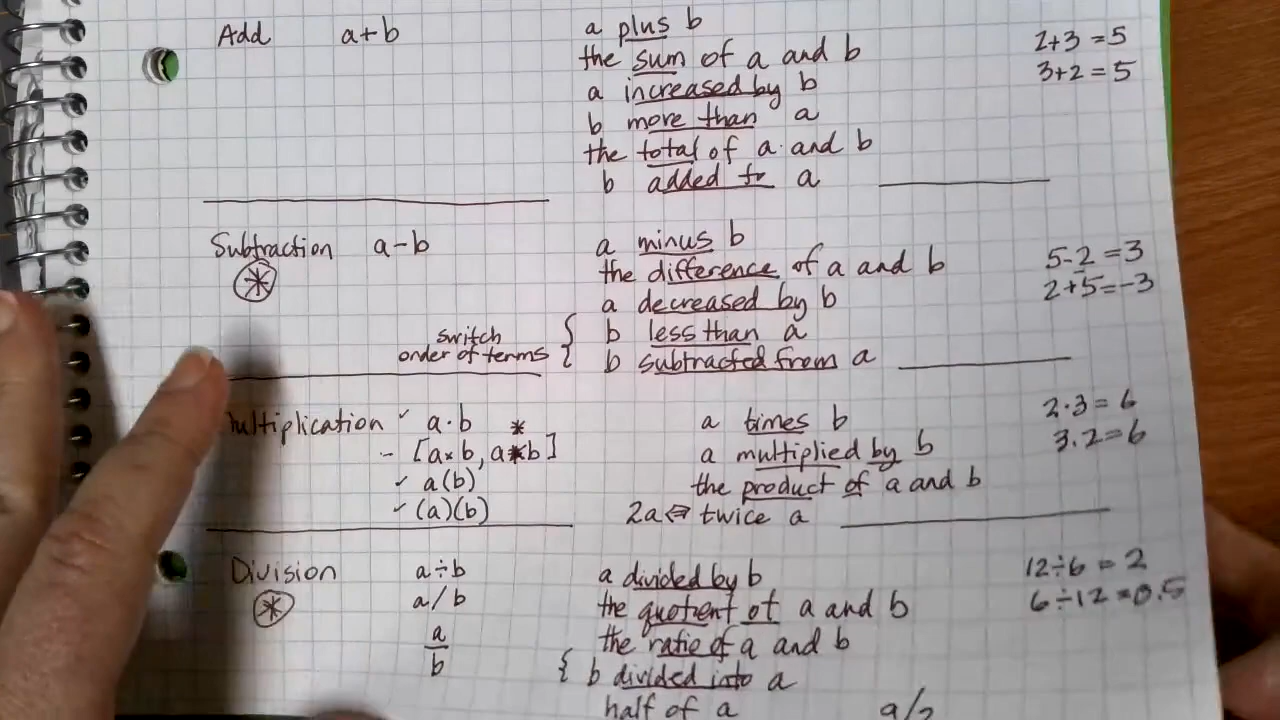 Add a+b a plus b 2+3=5
the sum of a and b 3+2=5
a increased by b
b more than a
the total of a and b
b added to a
Subtraction a-b a minus b 5-2=3
* the difference of a and b 2+5=-3
a decreased by b
switch { b less than a
order of terms b subtracted from a
Multiplication ✓ a·b * a times b 2·3=6
- [a×b, a*b] a multiplied by b 3·2=6
✓ a(b) the product of a and b
✓ (a)(b) 2a⇔twice a
Division a÷b a divided by b 12÷6=2
* a/b the quotient of a and b 6÷12=0.5
a/b the ratio of a and b
{ b divided into a
half of a a/2